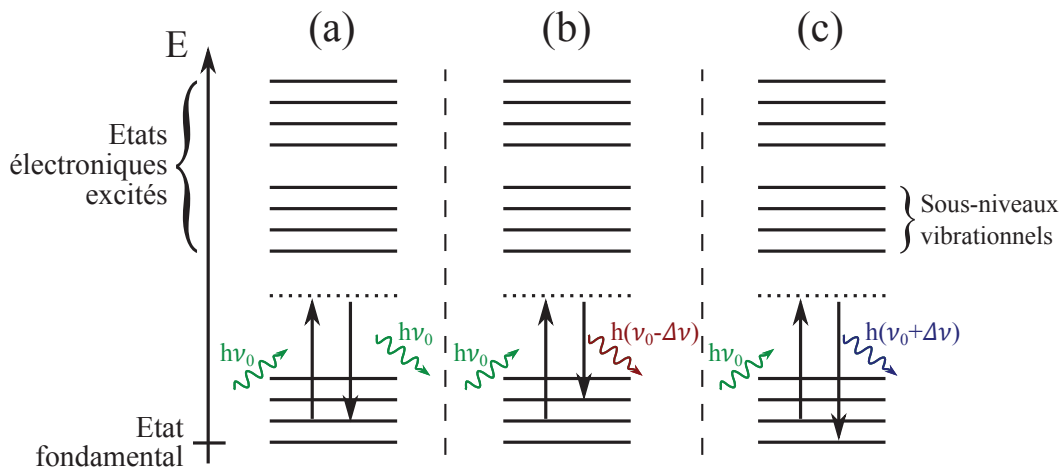 (a)
(b)
(c)
E
Etats
électroniques
excités
Sous-niveaux
vibrationnels
hν₀
hν₀
hν₀
h(ν₀-Δν)
hν₀
h(ν₀+Δν)
Etat
fondamental